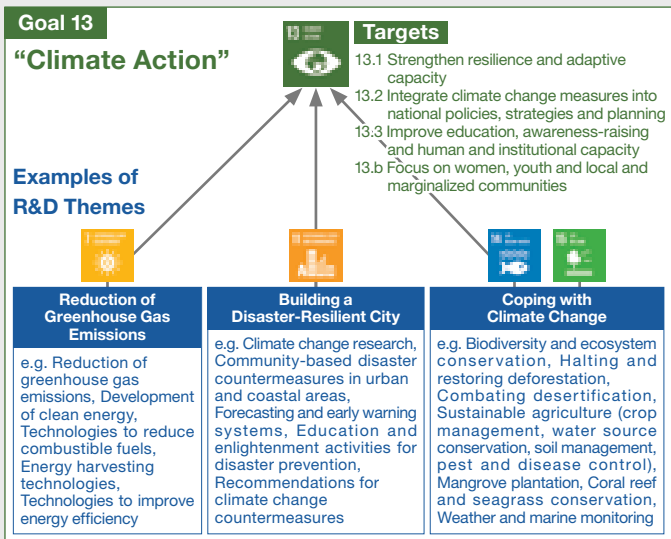 Goal 13
“Climate Action”
13
Targets
13.1 Strengthen resilience and adaptive
capacity
13.2 Integrate climate change measures into
national policies, strategies and planning
13.3 Improve education, awareness-raising
and human and institutional capacity
13.b Focus on women, youth and local and
marginalized communities
Examples of
R&D Themes
Reduction of
Greenhouse Gas
Emissions
e.g. Reduction of
greenhouse gas
emissions, Development
of clean energy,
Technologies to reduce
combustible fuels,
Energy harvesting
technologies,
Technologies to improve
energy efficiency
Building a
Disaster-Resilient City
e.g. Climate change research,
Community-based disaster
countermeasures in urban
and coastal areas,
Forecasting and early warning
systems, Education and
enlightenment activities for
disaster prevention,
Recommendations for
climate change
countermeasures
Coping with
Climate Change
e.g. Biodiversity and ecosystem
conservation, Halting and
restoring deforestation,
Combating desertification,
Sustainable agriculture (crop
management, water source
conservation, soil management,
pest and disease control),
Mangrove plantation, Coral reef
and seagrass conservation,
Weather and marine monitoring